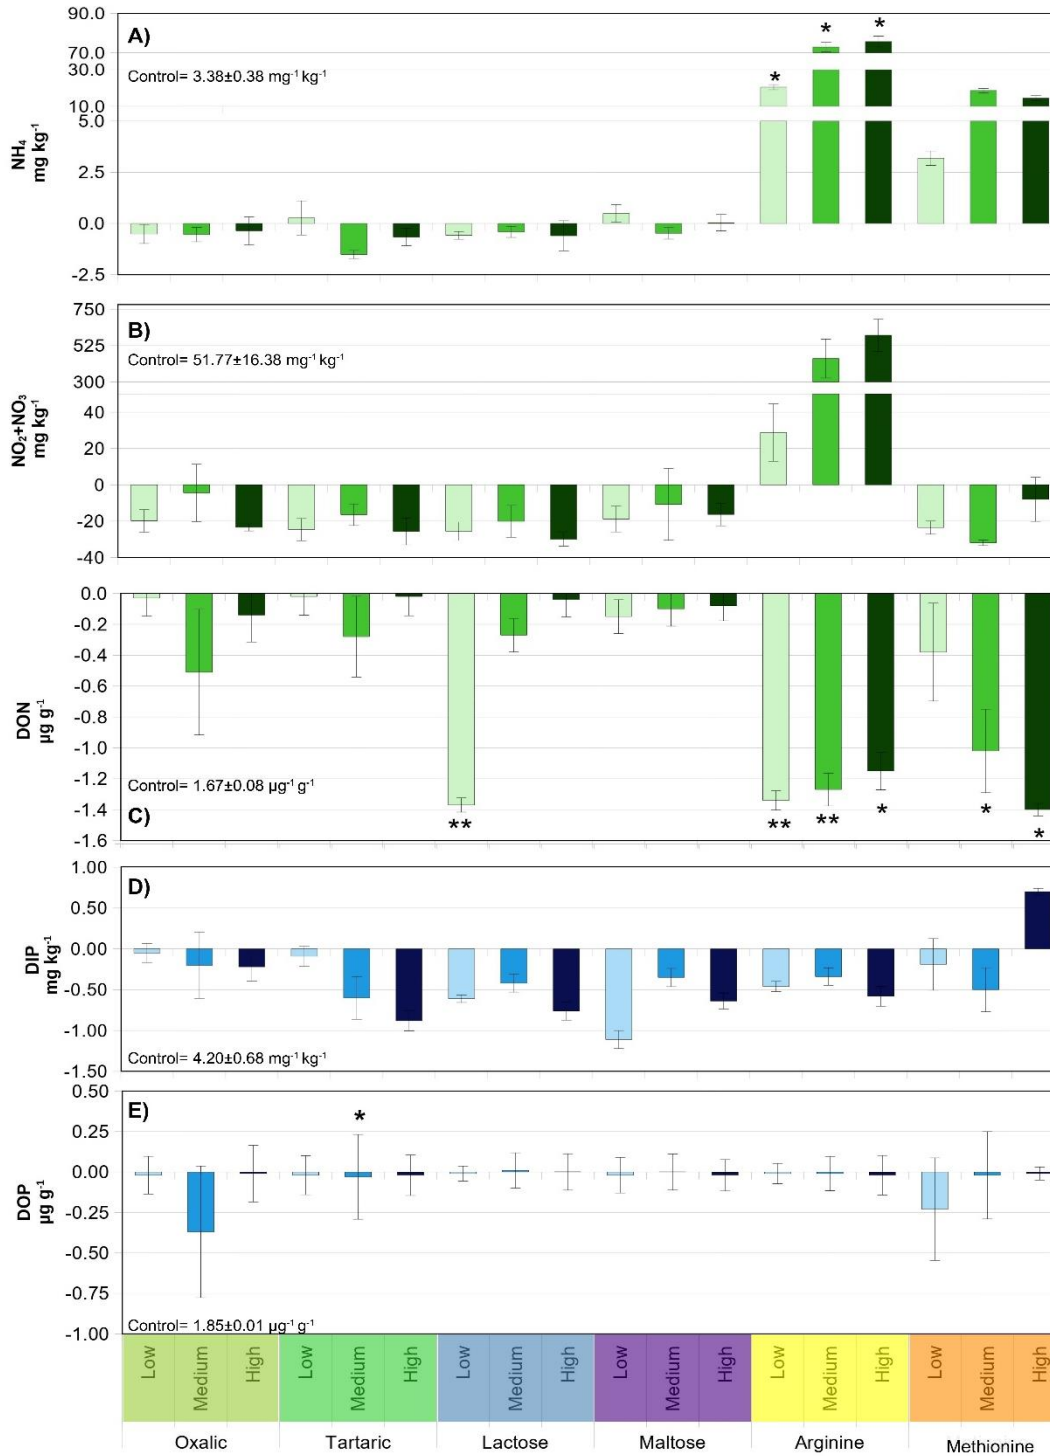 A)
Control= 3.38±0.38 mg⁻¹ kg⁻¹
NH₄
mg kg⁻¹
90.0
70.0
30.0
10.0
5.0
2.5
0.0
-2.5
* * *
B)
Control= 51.77±16.38 mg⁻¹ kg⁻¹
NO₂+NO₃
mg kg⁻¹
750
525
300
40
20
0
-20
-40
DON
µg g⁻¹
0.0
-0.2
-0.4
-0.6
-0.8
-1.0
-1.2
-1.4
-1.6
Control= 1.67±0.08 µg⁻¹ g⁻¹
C)
** ** ** * * *
D)
DIP
mg kg⁻¹
1.00
0.50
0.00
-0.50
-1.00
-1.50
Control= 4.20±0.68 mg⁻¹ kg⁻¹
E)
*
DOP
µg g⁻¹
0.50
0.25
0.00
-0.25
-0.50
-0.75
-1.00
Control= 1.85±0.01 µg⁻¹ g⁻¹
Low Medium High Low Medium High Low Medium High Low Medium High Low Medium High Low Medium High
Oxalic Tartaric Lactose Maltose Arginine Methionine